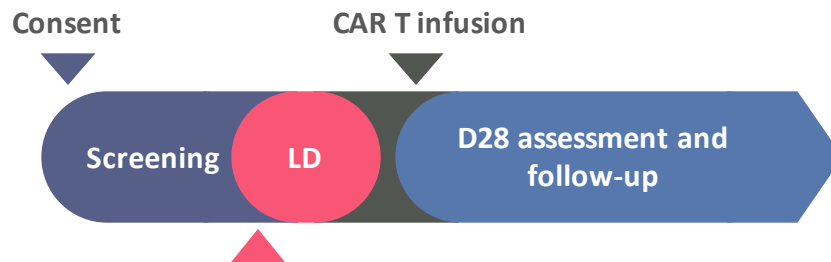 Consent
CAR T infusion
Screening
LD
D28 assessment and
follow-up